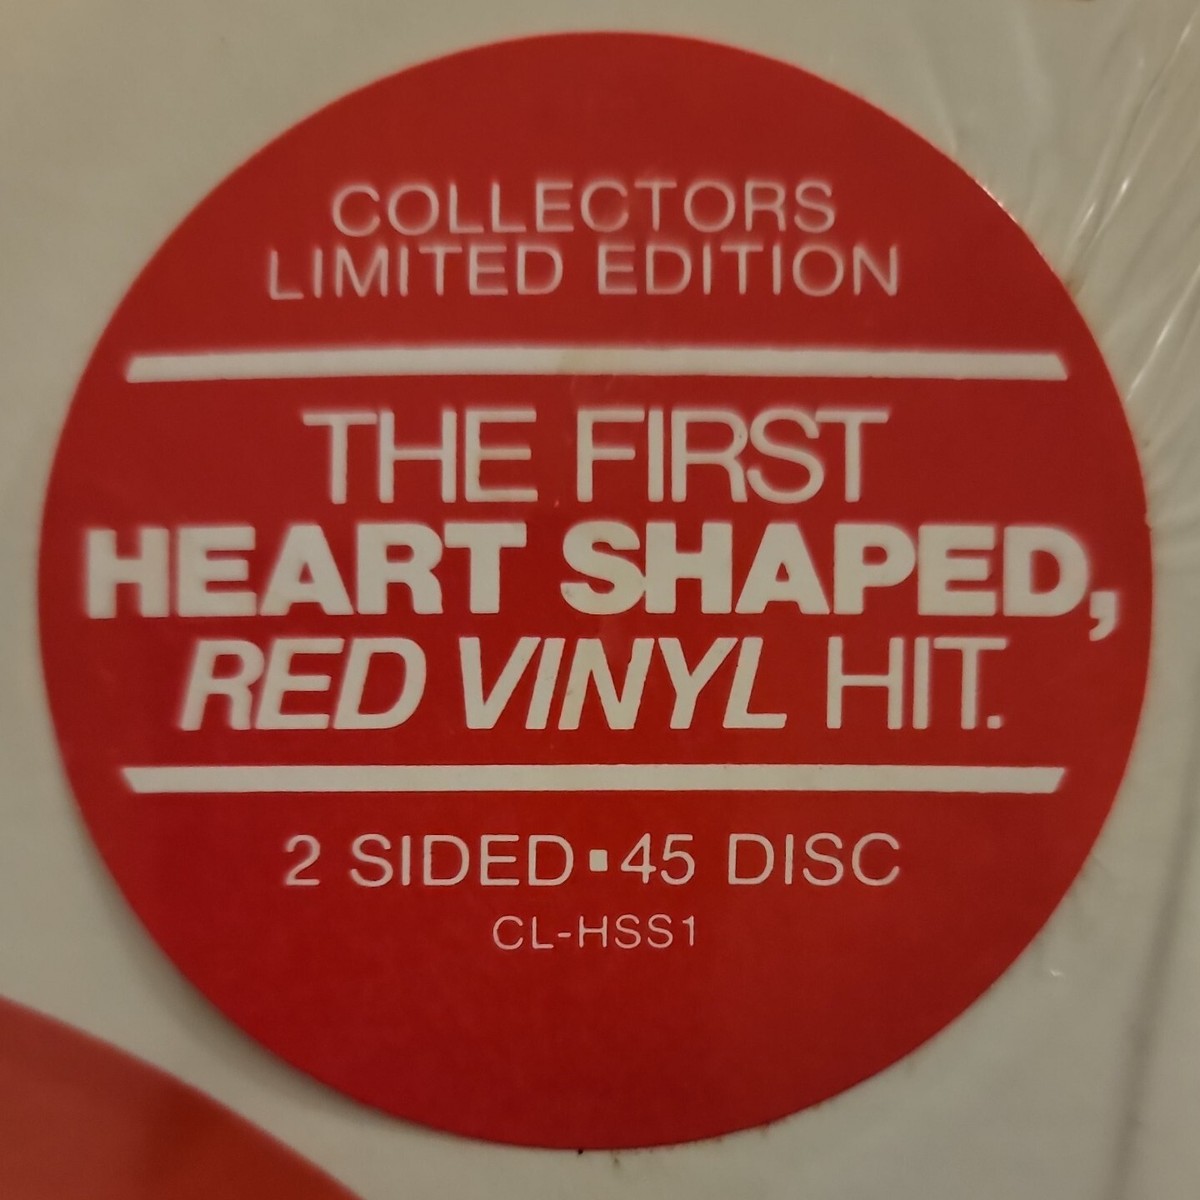 COLLECTORS
LIMITED EDITION
THE FIRST
HEART SHAPED,
RED VINYL HIT.
2 SIDED▪45 DISC
CL-HSS1